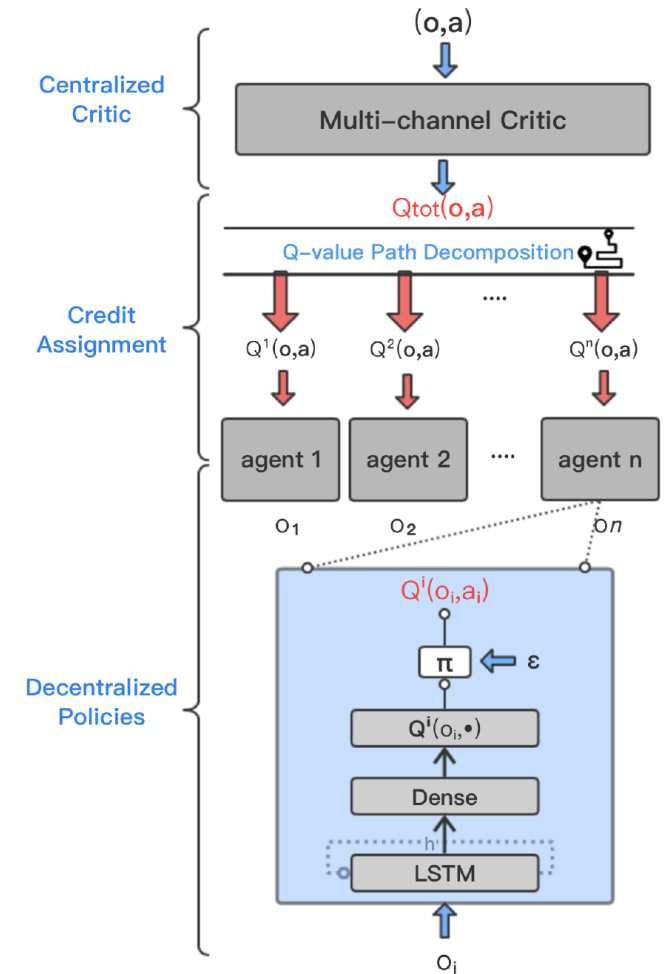 (o,a)
Centralized
Critic
Multi-channel Critic
Qtot(o,a)
Q-value Path Decomposition
....
Credit
Assignment
Q¹(o,a) Q²(o,a) Qⁿ(o,a)
agent 1 agent 2 .... agent n
o₁ o₂ on
Qⁱ(oᵢ,aᵢ)
π ε
Decentralized
Policies
Qⁱ(oᵢ,•)
Dense
h
LSTM
oᵢ